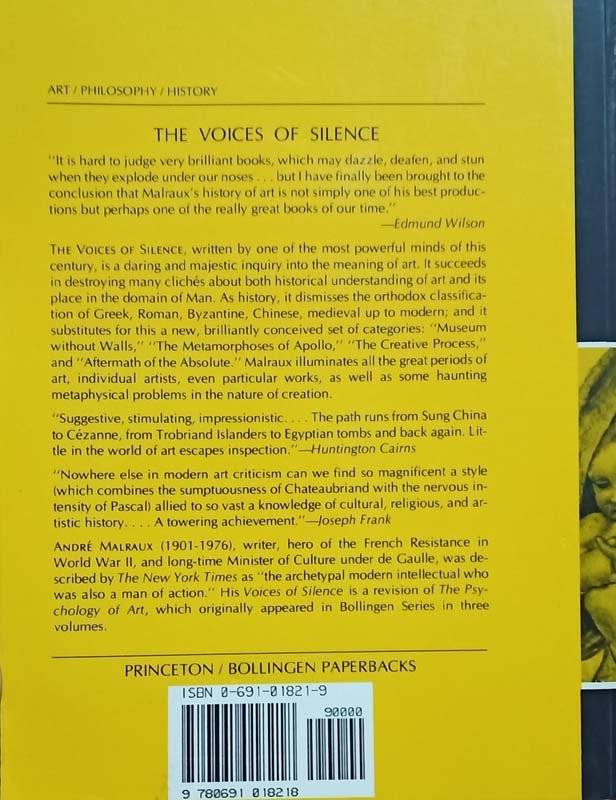 ART / PHILOSOPHY / HISTORY
THE VOICES OF SILENCE
"It is hard to judge very brilliant books, which may dazzle, deafen, and stun
when they explode under our noses . . . but I have finally been brought to the
conclusion that Malraux's history of art is not simply one of his best produc-
tions but perhaps one of the really great books of our time."
—Edmund Wilson
THE VOICES OF SILENCE, written by one of the most powerful minds of this
century, is a daring and majestic inquiry into the meaning of art. It succeeds
in destroying many clichés about both historical understanding of art and its
place in the domain of Man. As history, it dismisses the orthodox classifica-
tion of Greek, Roman, Byzantine, Chinese, medieval up to modern; and it
substitutes for this a new, brilliantly conceived set of categories: "Museum
without Walls," "The Metamorphoses of Apollo," "The Creative Process,"
and "Aftermath of the Absolute." Malraux illuminates all the great periods of
art, individual artists, even particular works, as well as some haunting
metaphysical problems in the nature of creation.
"Suggestive, stimulating, impressionistic. . . . The path runs from Sung China
to Cézanne, from Trobriand Islanders to Egyptian tombs and back again. Lit-
tle in the world of art escapes inspection."—Huntington Cairns
"Nowhere else in modern art criticism can we find so magnificent a style
(which combines the sumptuousness of Chateaubriand with the nervous in-
tensity of Pascal) allied to so vast a knowledge of cultural, religious, and ar-
tistic history. . . . A towering achievement."—Joseph Frank
ANDRÉ MALRAUX (1901-1976), writer, hero of the French Resistance in
World War II, and long-time Minister of Culture under de Gaulle, was de-
scribed by The New York Times as "the archetypal modern intellectual who
was also a man of action." His Voices of Silence is a revision of The Psy-
chology of Art, which originally appeared in Bollingen Series in three
volumes.
PRINCETON / BOLLINGEN PAPERBACKS
ISBN 0-691-01821-9
90000
9 780691 018218